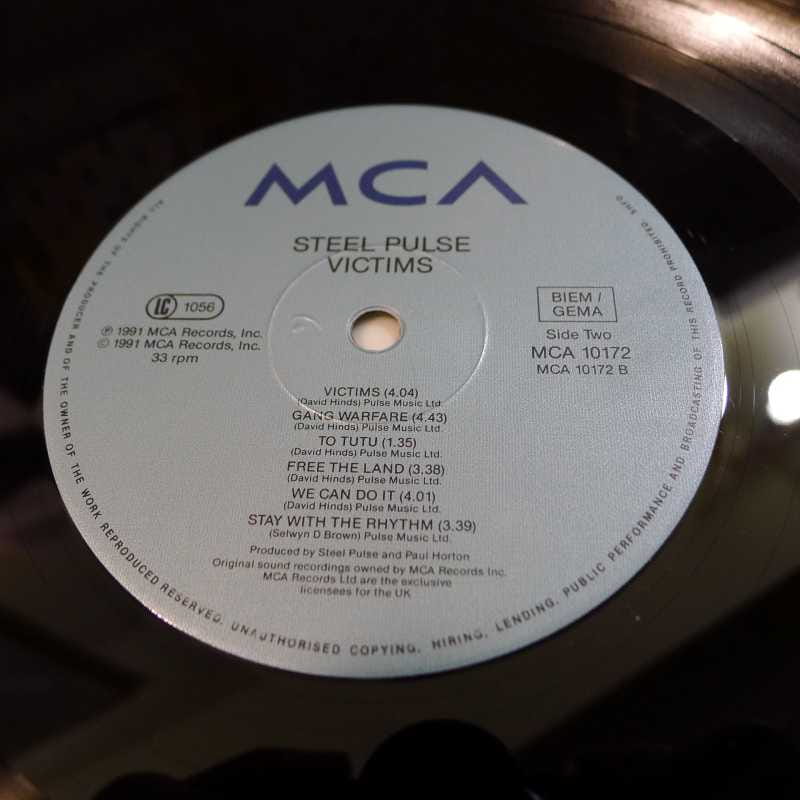 MCA
STEEL PULSE
VICTIMS
LC 1056
℗ 1991 MCA Records, Inc.
© 1991 MCA Records, Inc.
33 rpm
BIEM /
GEMA
Side Two
MCA 10172
MCA 10172 B
VICTIMS (4.04)
(David Hinds) Pulse Music Ltd.
GANG WARFARE (4.43)
(David Hinds) Pulse Music Ltd.
TO TUTU (1.35)
(David Hinds) Pulse Music Ltd.
FREE THE LAND (3.38)
(David Hinds) Pulse Music Ltd.
WE CAN DO IT (4.01)
(David Hinds) Pulse Music Ltd.
STAY WITH THE RHYTHM (3.39)
(Selwyn D Brown) Pulse Music Ltd.
Produced by Steel Pulse and Paul Horton
Original sound recordings owned by MCA Records Inc.
MCA Records Ltd are the exclusive
licensees for the UK
ALL RIGHTS OF THE PRODUCER AND OF THE OWNER OF THE WORK REPRODUCED RESERVED. UNAUTHORISED COPYING, HIRING, LENDING, PUBLIC PERFORMANCE AND BROADCASTING OF THIS RECORD PROHIBITED.